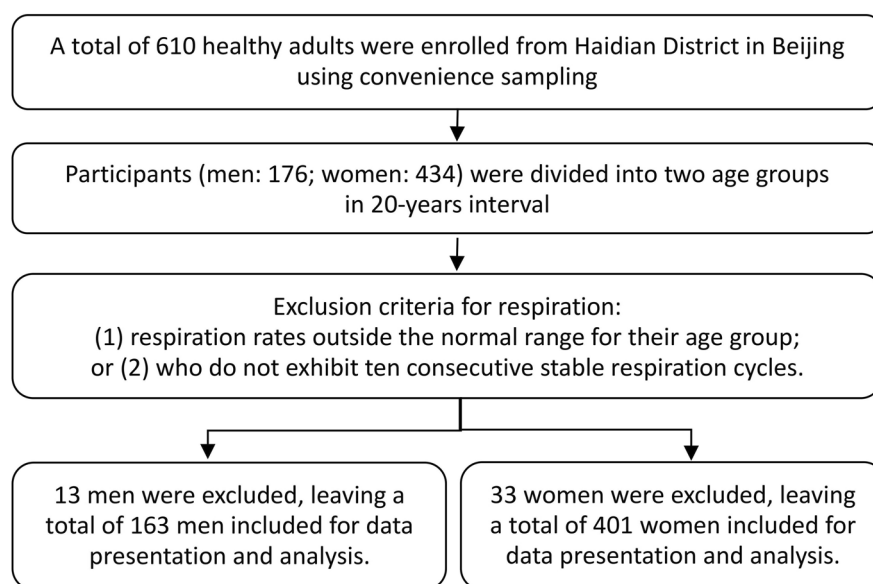 A total of 610 healthy adults were enrolled from Haidian District in Beijing
using convenience sampling
Participants (men: 176; women: 434) were divided into two age groups
in 20-years interval
Exclusion criteria for respiration:
(1) respiration rates outside the normal range for their age group;
or (2) who do not exhibit ten consecutive stable respiration cycles.
13 men were excluded, leaving a
total of 163 men included for data
presentation and analysis.
33 women were excluded, leaving
a total of 401 women included for
data presentation and analysis.